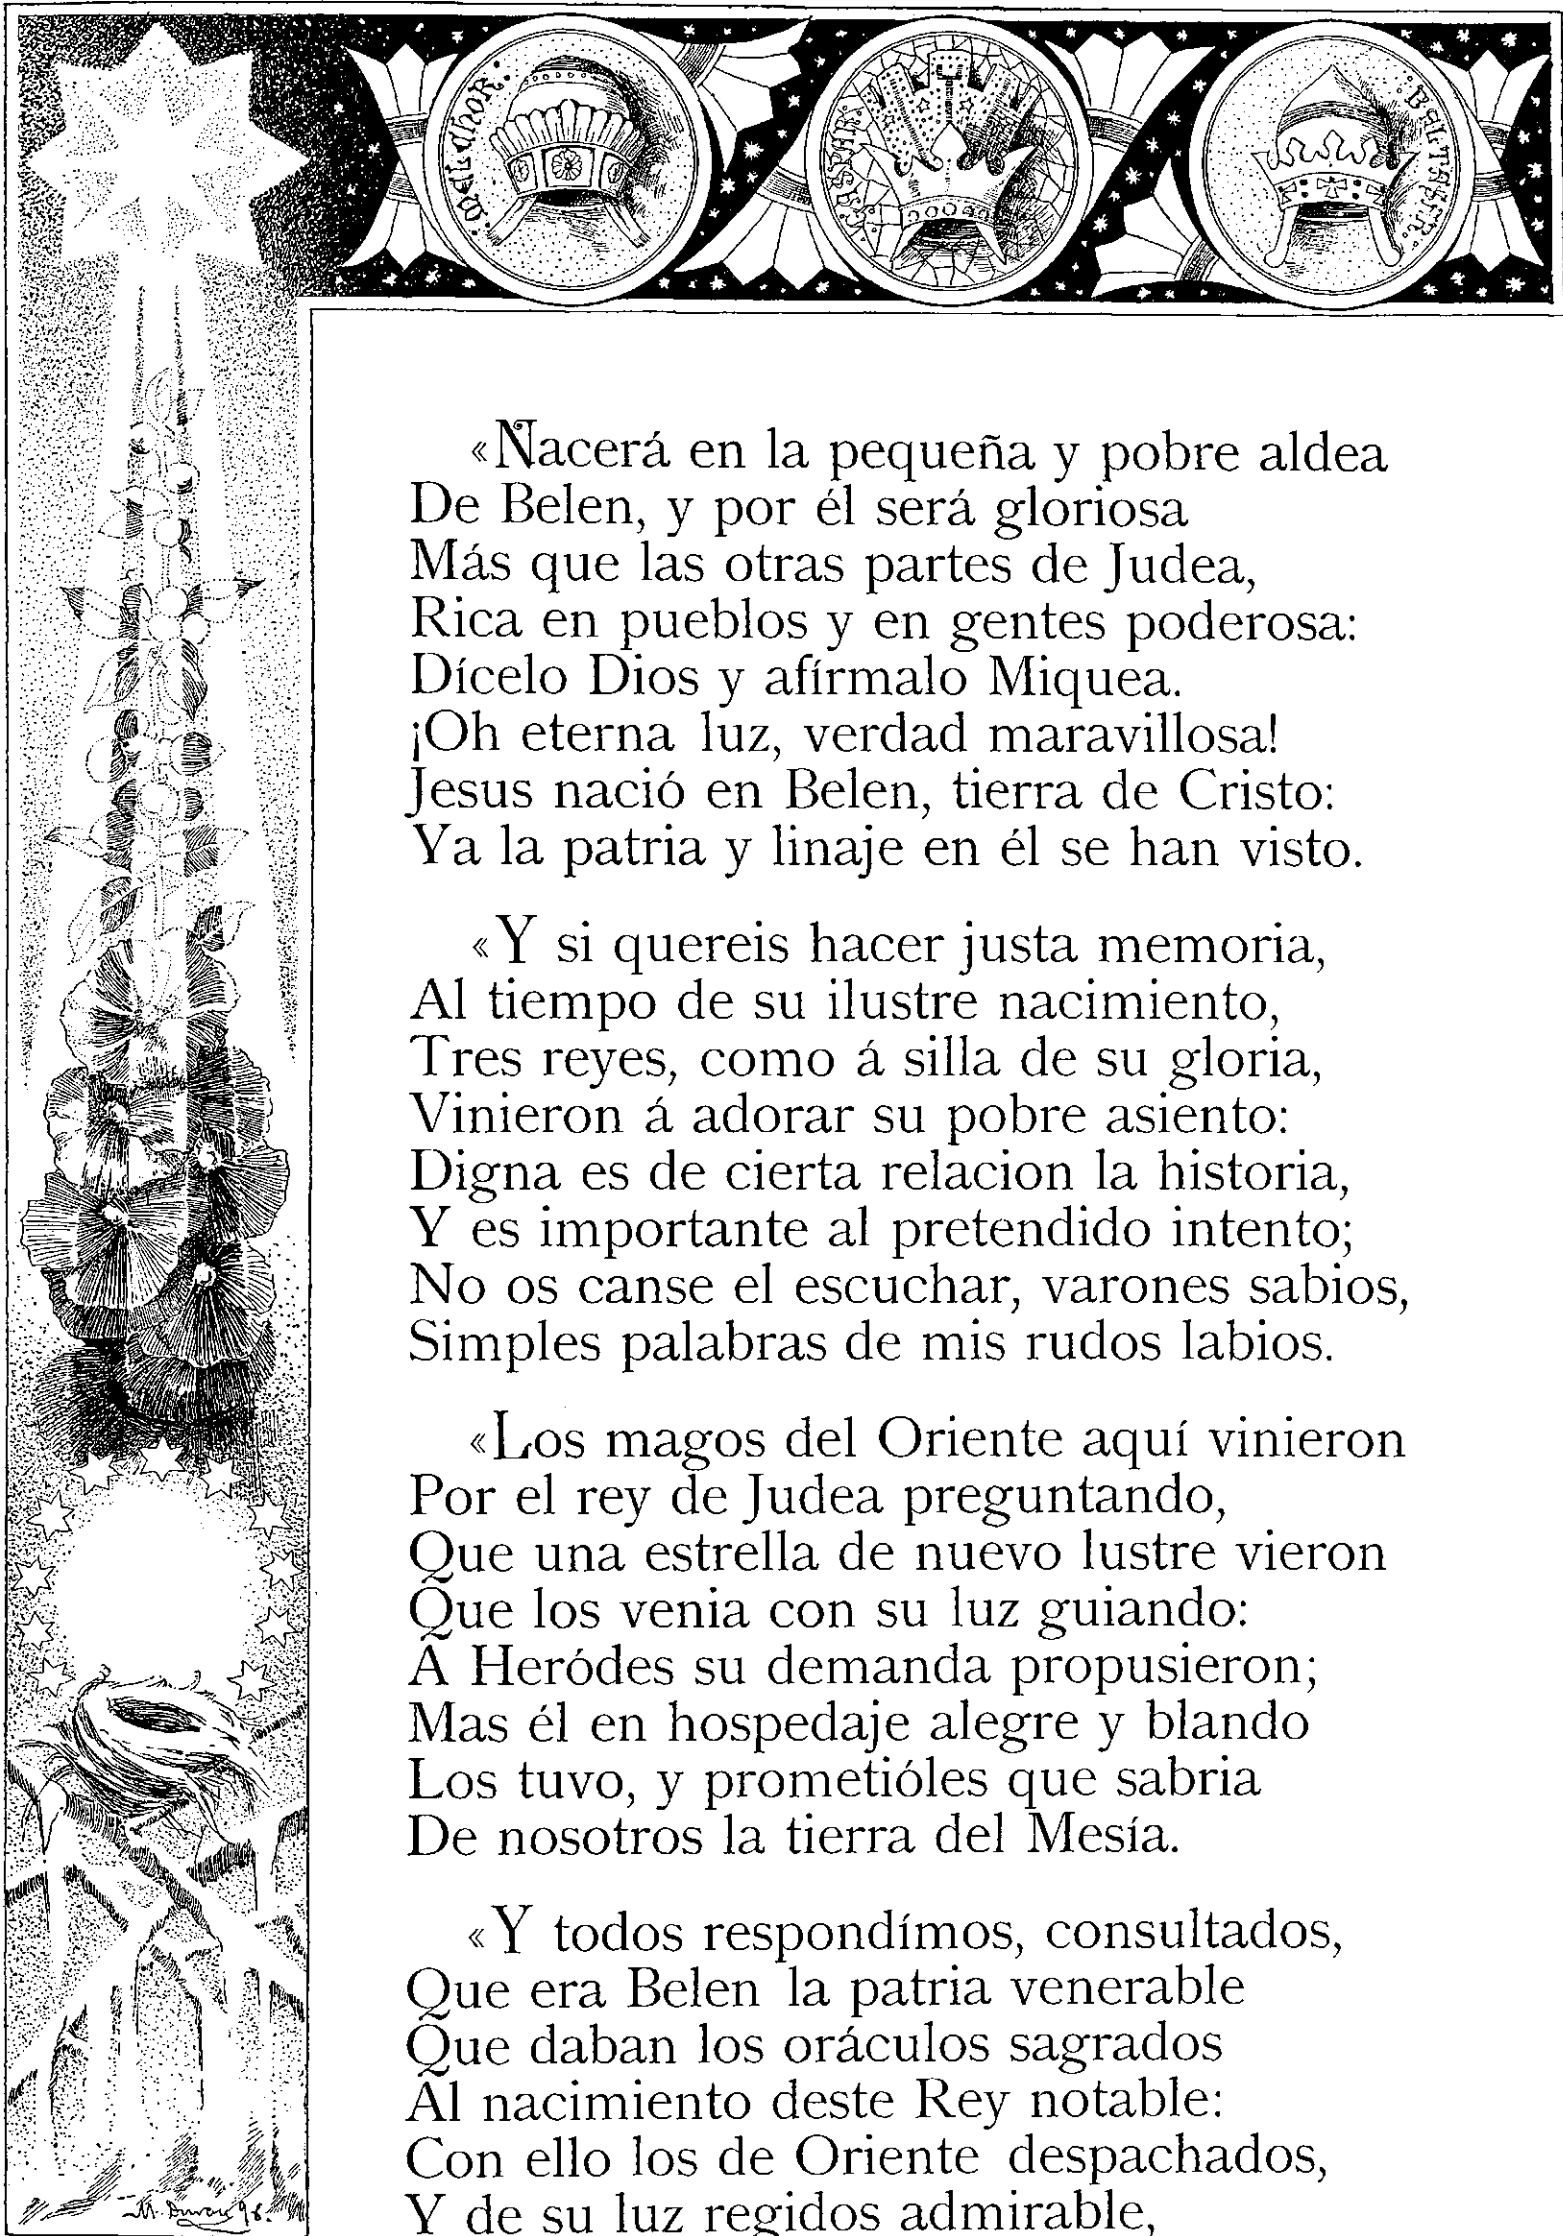 MELCHOR
GASPAR
BALTASAR
«Nacerá en la pequeña y pobre aldea
De Belen, y por él será gloriosa
Más que las otras partes de Judea,
Rica en pueblos y en gentes poderosa:
Dícelo Dios y afírmalo Miquea.
¡Oh eterna luz, verdad maravillosa!
Jesus nació en Belen, tierra de Cristo:
Ya la patria y linaje en él se han visto.
«Y si quereis hacer justa memoria,
Al tiempo de su ilustre nacimiento,
Tres reyes, como á silla de su gloria,
Vinieron á adorar su pobre asiento:
Digna es de cierta relacion la historia,
Y es importante al pretendido intento;
No os canse el escuchar, varones sabios,
Simples palabras de mis rudos labios.
«Los magos del Oriente aquí vinieron
Por el rey de Judea preguntando,
Que una estrella de nuevo lustre vieron
Que los venia con su luz guiando:
A Heródes su demanda propusieron;
Mas él en hospedaje alegre y blando
Los tuvo, y prometióles que sabria
De nosotros la tierra del Mesía.
«Y todos respondímos, consultados,
Que era Belen la patria venerable
Que daban los oráculos sagrados
Al nacimiento deste Rey notable:
Con ello los de Oriente despachados,
Y de su luz regidos admirable,